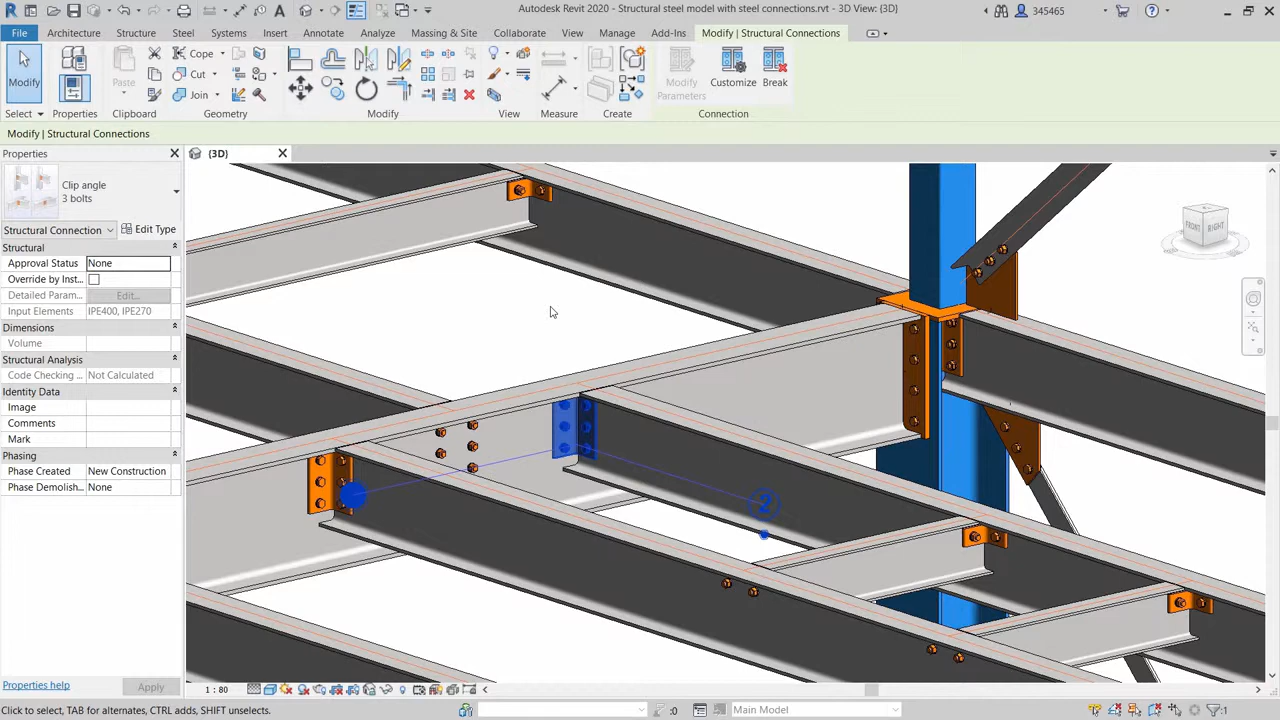 Autodesk Revit 2020 - Structural steel model with steel connections.rvt - 3D View: {3D}
345465
File Architecture Structure Steel Systems Insert Annotate Analyze Massing & Site Collaborate View Manage Add-Ins Modify | Structural Connections
Modify
Paste
Cope
Cut
Join
Modify Parameters
Customize
Break
Select Properties Clipboard Geometry Modify View Measure Create Connection
Modify | Structural Connections
Properties
{3D}
Clip angle
3 bolts
Structural Connection
Edit Type
Structural
Approval Status None
Override by Inst...
Detailed Param... Edit...
Input Elements IPE400, IPE270
Dimensions
Volume
Structural Analysis
Code Checking ... Not Calculated
Identity Data
Image
Comments
Mark
Phasing
Phase Created New Construction
Phase Demolish... None
FRONT RIGHT
2
Properties help
Apply
1 : 80
Click to select, TAB for alternates, CTRL adds, SHIFT unselects.
:0
Main Model
:1